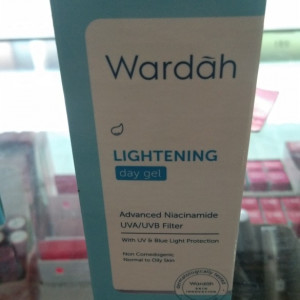 Wardah
LIGHTENING
day gel
Advanced Niacinamide
UVA/UVB Filter
With UV & Blue Light Protection
Non Comedogenic
Normal to Oily Skin
Wardah